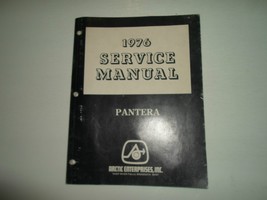 1976
SERVICE
MANUAL
PANTERA
ARCTIC ENTERPRISES, INC.